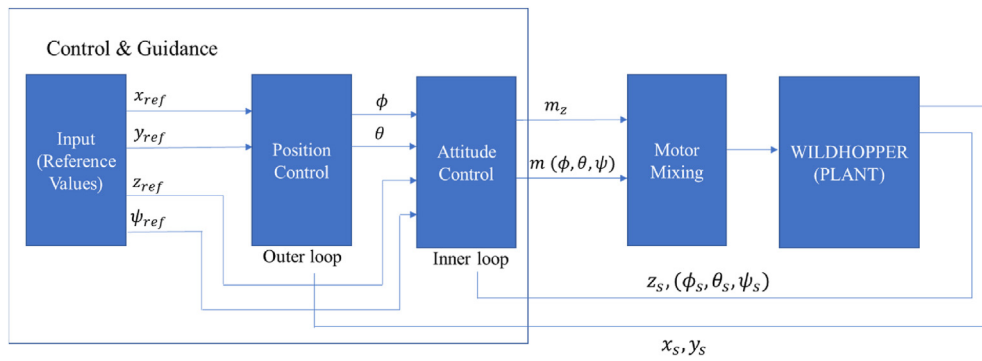 Control & Guidance
Input
(Reference
Values)
x_ref
y_ref
z_ref
ψ_ref
Position
Control
Outer loop
ϕ
θ
Attitude
Control
Inner loop
m_z
m (ϕ, θ, ψ)
Motor
Mixing
WILDHOPPER
(PLANT)
z_s, (ϕ_s, θ_s, ψ_s)
x_s, y_s